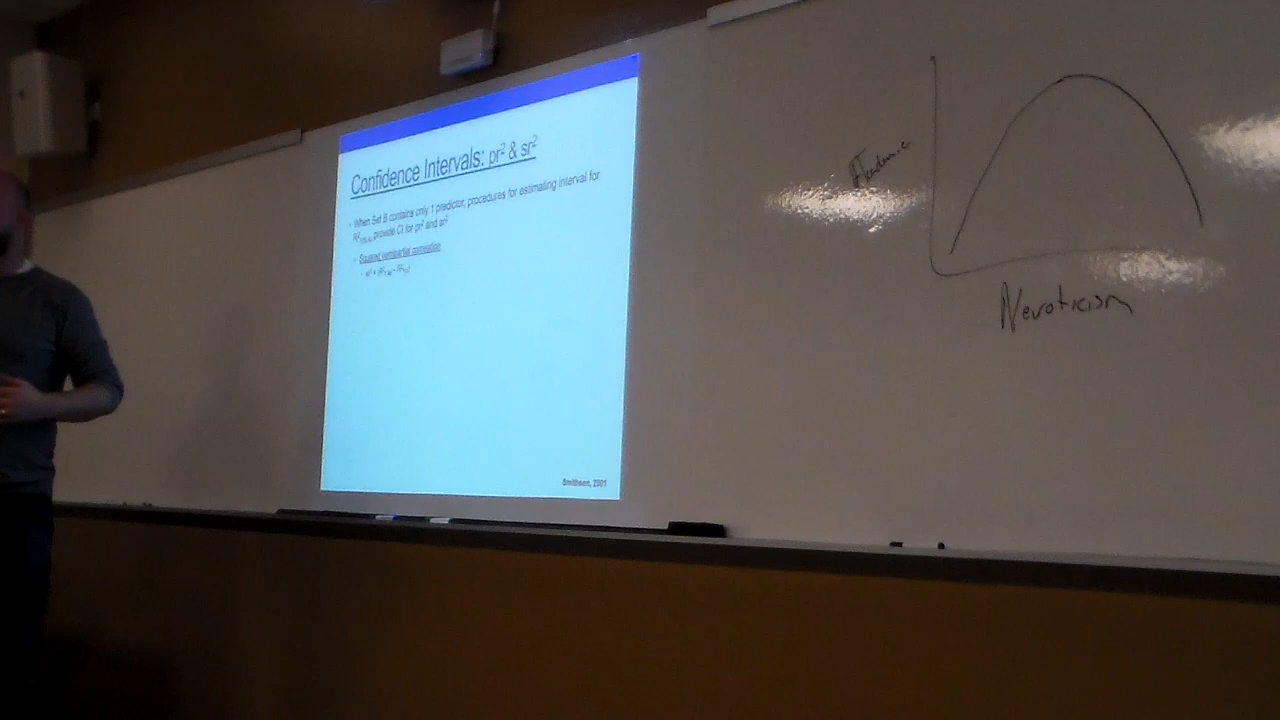 Confidence Intervals: pr² & sr²
• When Set B contains only 1 predictor, procedures for estimating interval for
provide CI for pr² and sr²
– Squared semipartial correlation
Smithson, 2001
Academic
Neuroticism